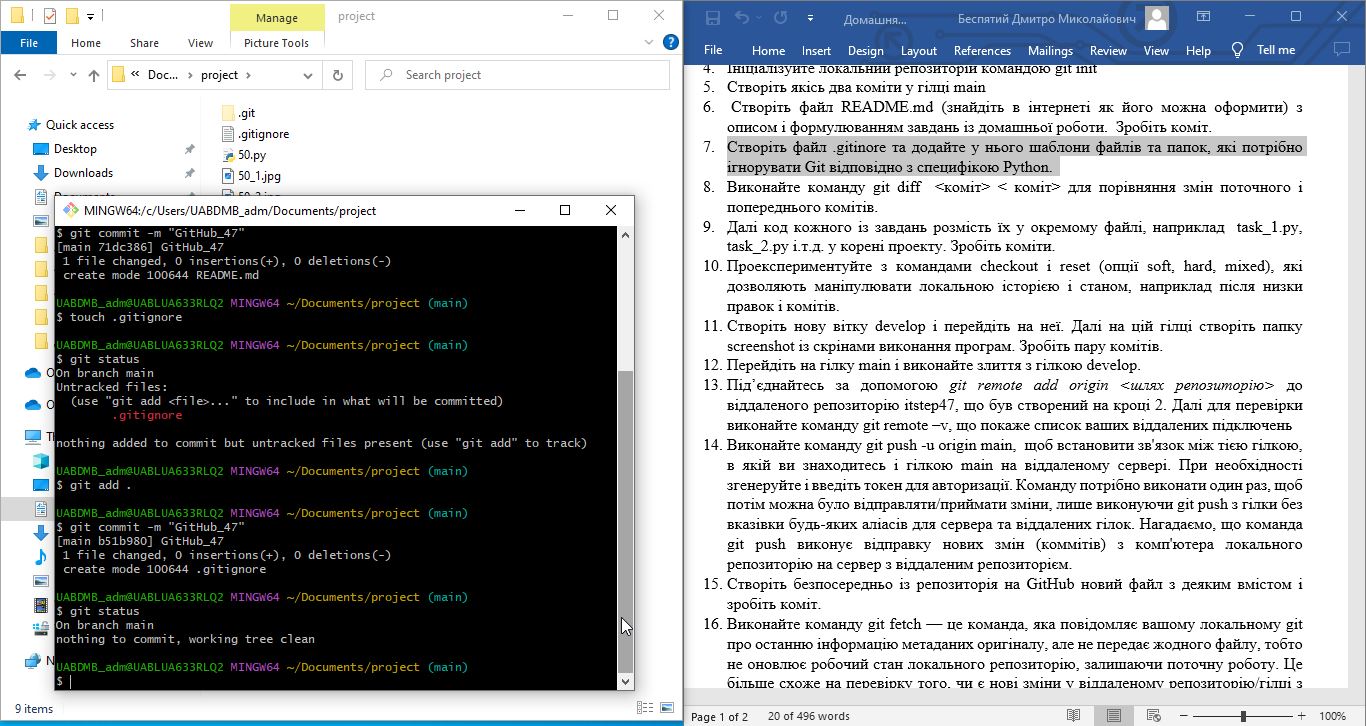 Manage
project
File
Home
Share
View
Picture Tools
« Doc... › project ›
Search project
Quick access
Desktop
Downloads
.git
.gitignore
50.py
50_1.jpg
MINGW64:/c/Users/UABDMB_adm/Documents/project
$ git commit -m "GitHub_47"
[main 71dc386] GitHub_47
1 file changed, 0 insertions(+), 0 deletions(-)
create mode 100644 README.md
UABDMB_adm@UABLUA633RLQ2 MINGW64 ~/Documents/project (main)
$ touch .gitignore
UABDMB_adm@UABLUA633RLQ2 MINGW64 ~/Documents/project (main)
$ git status
On branch main
Untracked files:
(use "git add <file>..." to include in what will be committed)
.gitignore
nothing added to commit but untracked files present (use "git add" to track)
UABDMB_adm@UABLUA633RLQ2 MINGW64 ~/Documents/project (main)
$ git add .
UABDMB_adm@UABLUA633RLQ2 MINGW64 ~/Documents/project (main)
$ git commit -m "GitHub_47"
[main b51b980] GitHub_47
1 file changed, 0 insertions(+), 0 deletions(-)
create mode 100644 .gitignore
UABDMB_adm@UABLUA633RLQ2 MINGW64 ~/Documents/project (main)
$ git status
On branch main
nothing to commit, working tree clean
UABDMB_adm@UABLUA633RLQ2 MINGW64 ~/Documents/project (main)
$
9 items
Домашня...
Беспятий Дмитро Миколайович
File
Home
Insert
Design
Layout
References
Mailings
Review
View
Help
Tell me
4. Ініціалізуйте локальний репозиторій командою git init
5. Створіть якісь два коміти у гілці main
6. Створіть файл README.md (знайдіть в інтернеті як його можна оформити) з
описом і формулюванням завдань із домашньої роботи. Зробіть коміт.
7. Створіть файл .gitinore та додайте у нього шаблони файлів та папок, які потрібно
ігнорувати Git відповідно з специфікою Python.
8. Виконайте команду git diff <коміт> < коміт> для порівняння змін поточного і
попереднього комітів.
9. Далі код кожного із завдань розмість їх у окремому файлі, наприклад task_1.py,
task_2.py і.т.д. у корені проекту. Зробіть коміти.
10. Проекспериментуйте з командами checkout і reset (опції soft, hard, mixed), які
дозволяють маніпулювати локальною історією і станом, наприклад після низки
правок і комітів.
11. Створіть нову вітку develop і перейдіть на неї. Далі на цій гілці створіть папку
screenshot із скрінами виконання програм. Зробіть пару комітів.
12. Перейдіть на гілку main і виконайте злиття з гілкою develop.
13. Під’єднайтесь за допомогою git remote add origin <шлях репозиторію> до
віддаленого репозиторію itstep47, що був створений на кроці 2. Далі для перевірки
виконайте команду git remote –v, що покаже список ваших віддалених підключень
14. Виконайте команду git push -u origin main, щоб встановити зв'язок між тією гілкою,
в якій ви знаходитесь і гілкою main на віддаленому сервері. При необхідності
згенеруйте і введіть токен для авторизації. Команду потрібно виконати один раз, щоб
потім можна було відправляти/приймати зміни, лише виконуючи git push з гілки без
вказівки будь-яких аліасів для сервера та віддалених гілок. Нагадаємо, що команда
git push виконує відправку нових змін (коммітів) з комп'ютера локального
репозиторію на сервер з віддаленим репозиторієм.
15. Створіть безпосередньо із репозиторія на GitHub новий файл з деяким вмістом і
зробіть коміт.
16. Виконайте команду git fetch — це команда, яка повідомляє вашому локальному git
про останню інформацію метаданих оригіналу, але не передає жодного файлу, тобто
не оновлює робочий стан локального репозиторію, залишаючи поточну роботу. Це
більше схоже на перевірку того, чи є нові зміни у віддаленому репозиторію/гілці з
Page 1 of 2
20 of 496 words
100%